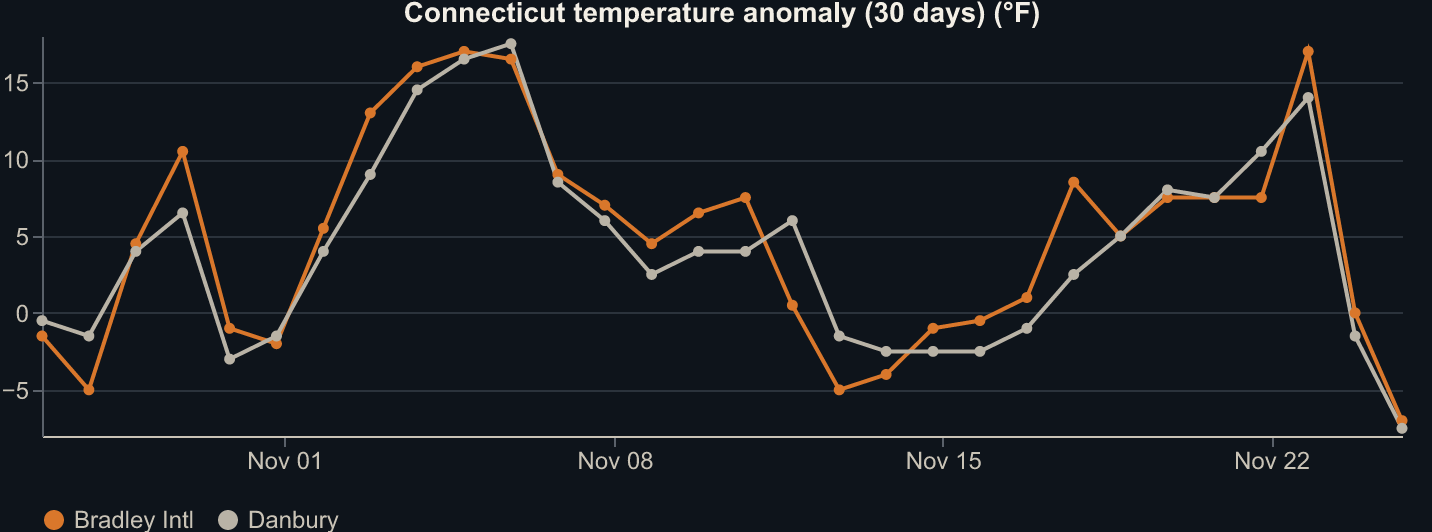 Connecticut temperature anomaly (30 days) (°F)
15
10
5
0
−5
Nov 01 Nov 08 Nov 15 Nov 22
Bradley Intl Danbury